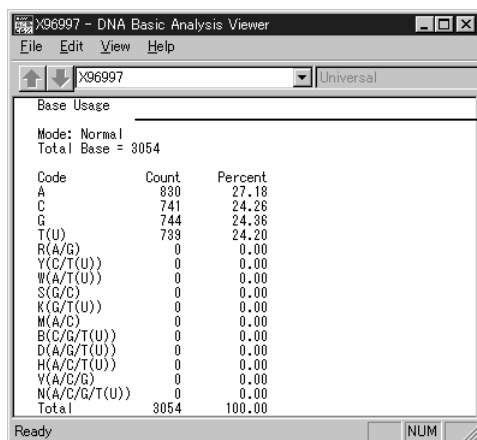 X96997 - DNA Basic Analysis Viewer
File Edit View Help
X96997 Universal
Base Usage
Mode: Normal
Total Base = 3054
Code Count Percent
A 830 27.18
C 741 24.26
G 744 24.36
T(U) 739 24.20
R(A/G) 0 0.00
Y(C/T(U)) 0 0.00
W(A/T(U)) 0 0.00
S(G/C) 0 0.00
K(G/T(U)) 0 0.00
M(A/C) 0 0.00
B(C/G/T(U)) 0 0.00
D(A/G/T(U)) 0 0.00
H(A/C/T(U)) 0 0.00
V(A/C/G) 0 0.00
N(A/C/G/T(U)) 0 0.00
Total 3054 100.00
Ready NUM